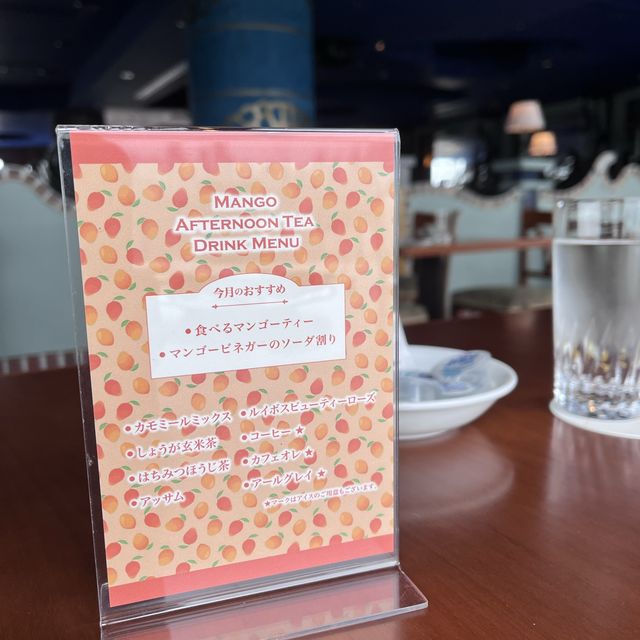 MANGO
AFTERNOON TEA
DRINK MENU
今月のおすすめ
•食べるマンゴーティー
•マンゴービネガーのソーダ割り
•カモミールミックス
•しょうが玄米茶
•はちみつほうじ茶
•アッサム
•ルイボスビューティーローズ
•コーヒー★
•カフェオレ★
•アールグレイ★
★マークはアイスのご用意もございます。